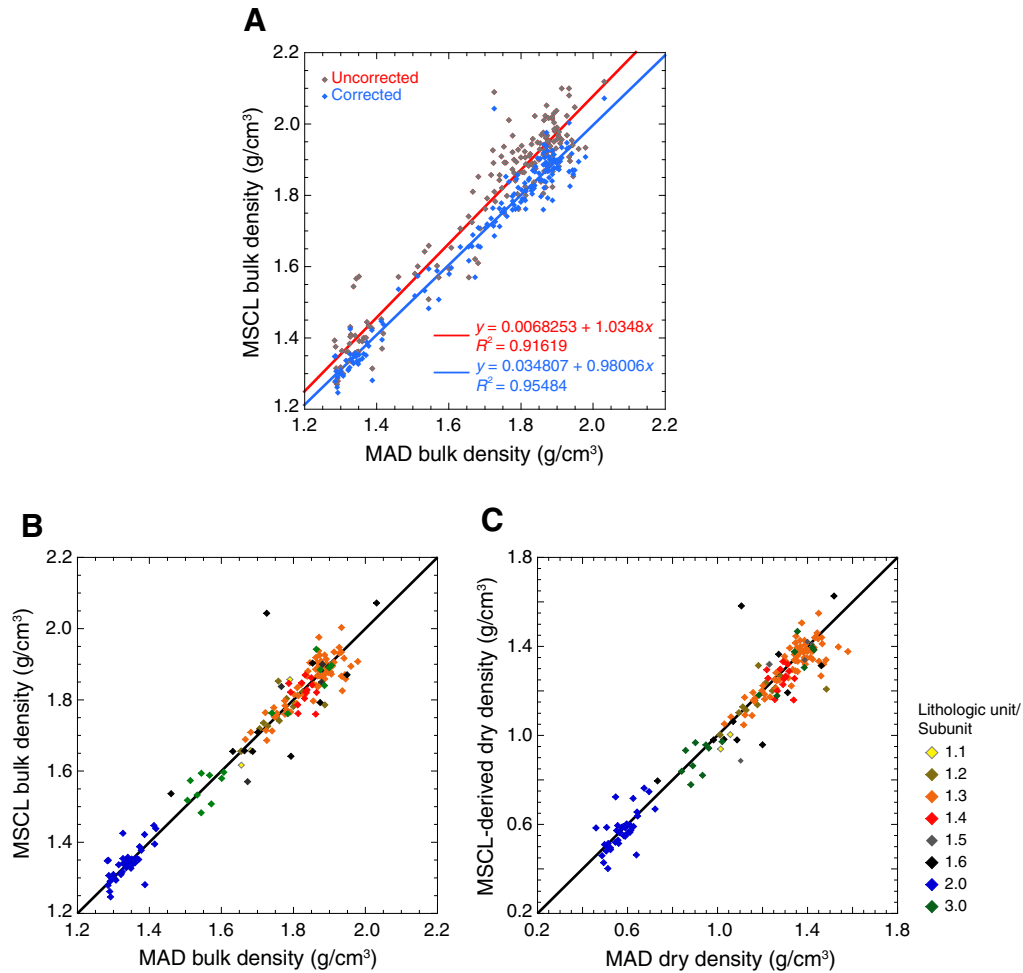 A
MSCL bulk density (g/cm³)
2.2
2.0
1.8
1.6
1.4
1.2
Uncorrected
Corrected
y = 0.0068253 + 1.0348x
R² = 0.91619
y = 0.034807 + 0.98006x
R² = 0.95484
1.2 1.4 1.6 1.8 2.0 2.2
MAD bulk density (g/cm³)
B
MSCL bulk density (g/cm³)
2.2
2.0
1.8
1.6
1.4
1.2
1.2 1.4 1.6 1.8 2.0 2.2
MAD bulk density (g/cm³)
C
MSCL-derived dry density (g/cm³)
1.8
1.4
1.0
0.6
0.2
0.2 0.6 1.0 1.4 1.8
MAD dry density (g/cm³)
Lithologic unit/
Subunit
1.1
1.2
1.3
1.4
1.5
1.6
2.0
3.0